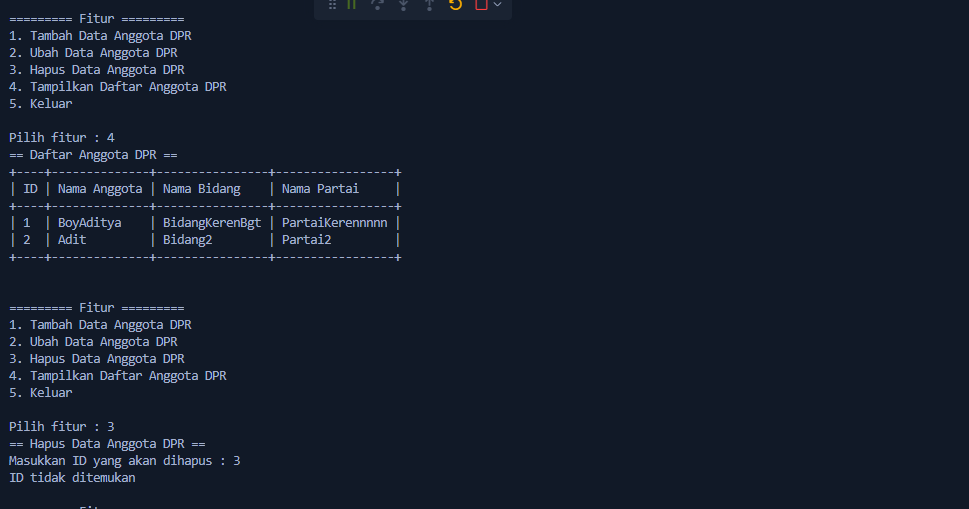 ========= Fitur =========
1. Tambah Data Anggota DPR
2. Ubah Data Anggota DPR
3. Hapus Data Anggota DPR
4. Tampilkan Daftar Anggota DPR
5. Keluar
Pilih fitur : 4
== Daftar Anggota DPR ==
+----+--------------+----------------+-----------------+
| ID | Nama Anggota | Nama Bidang    | Nama Partai     |
+----+--------------+----------------+-----------------+
| 1  | BoyAditya    | BidangKerenBgt | PartaiKerennnnn |
| 2  | Adit         | Bidang2        | Partai2         |
+----+--------------+----------------+-----------------+
========= Fitur =========
1. Tambah Data Anggota DPR
2. Ubah Data Anggota DPR
3. Hapus Data Anggota DPR
4. Tampilkan Daftar Anggota DPR
5. Keluar
Pilih fitur : 3
== Hapus Data Anggota DPR ==
Masukkan ID yang akan dihapus : 3
ID tidak ditemukan